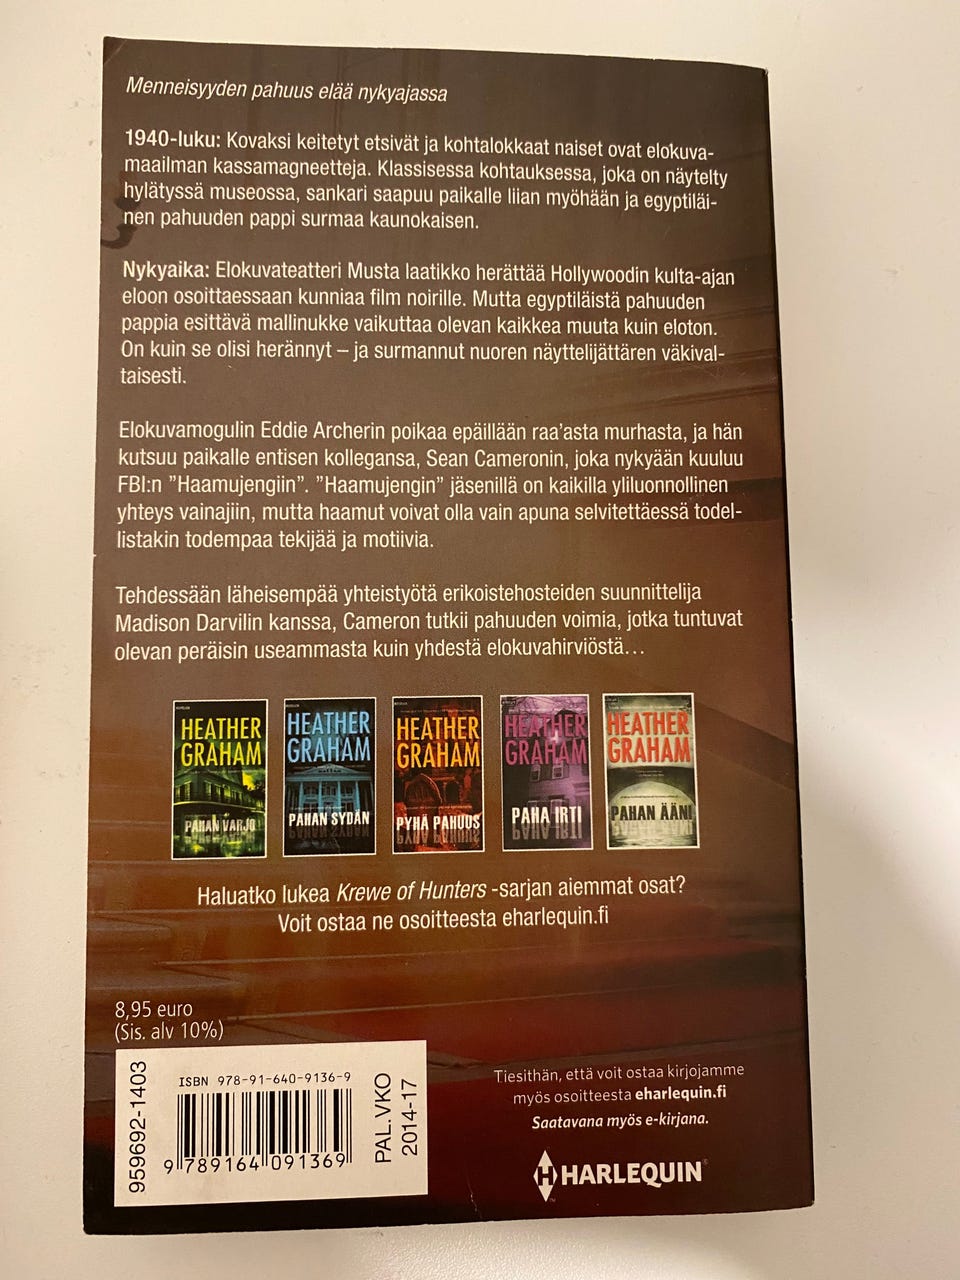 Menneisyyden pahuus elää nykyajassa
1940-luku: Kovaksi keitetyt etsivät ja kohtalokkaat naiset ovat elokuva-
maailman kassamagneetteja. Klassisessa kohtauksessa, joka on näytelty
hylätyssä museossa, sankari saapuu paikalle liian myöhään ja egyptiläi-
nen pahuuden pappi surmaa kaunokaisen.
Nykyaika: Elokuvateatteri Musta laatikko herättää Hollywoodin kulta-ajan
eloon osoittaessaan kunniaa film noirille. Mutta egyptiläistä pahuuden
pappia esittävä mallinukke vaikuttaa olevan kaikkea muuta kuin eloton.
On kuin se olisi herännyt – ja surmannut nuoren näyttelijättären väkival-
taisesti.
Elokuvamogulin Eddie Archerin poikaa epäillään raa'asta murhasta, ja hän
kutsuu paikalle entisen kollegansa, Sean Cameronin, joka nykyään kuuluu
FBI:n ”Haamujengiin”. ”Haamujengin” jäsenillä on kaikilla yliluonnollinen
yhteys vainajiin, mutta haamut voivat olla vain apuna selvitettäessä todel-
listakin todempaa tekijää ja motiivia.
Tehdessään läheisempää yhteistyötä erikoistehosteiden suunnittelija
Madison Darvilin kanssa, Cameron tutkii pahuuden voimia, jotka tuntuvat
olevan peräisin useammasta kuin yhdestä elokuvahirviöstä...
HEATHER
GRAHAM
PAHAN VARJO
HEATHER
GRAHAM
PAHAN SYDÄN
HEATHER
GRAHAM
PYHÄ PAHUUS
HEATHER
GRAHAM
PAHA IRTI
HEATHER
GRAHAM
PAHAN ÄÄNI
Haluatko lukea Krewe of Hunters -sarjan aiemmat osat?
Voit ostaa ne osoitteesta eharlequin.fi
8,95 euro
(Sis. alv 10%)
959692-1403
ISBN 978-91-640-9136-9
9 789164 091369
PAL.VKO
2014-17
Tiesithän, että voit ostaa kirjojamme
myös osoitteesta eharlequin.fi
Saatavana myös e-kirjana.
H HARLEQUIN®
™